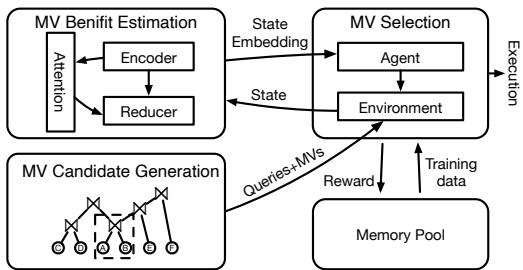 MV Benifit Estimation
Attention
Encoder
Reducer
State
Embedding
State
MV Selection
Agent
Environment
Execution
MV Candidate Generation
C
D
A
B
E
F
Queries+MVs
Reward
Training
data
Memory Pool